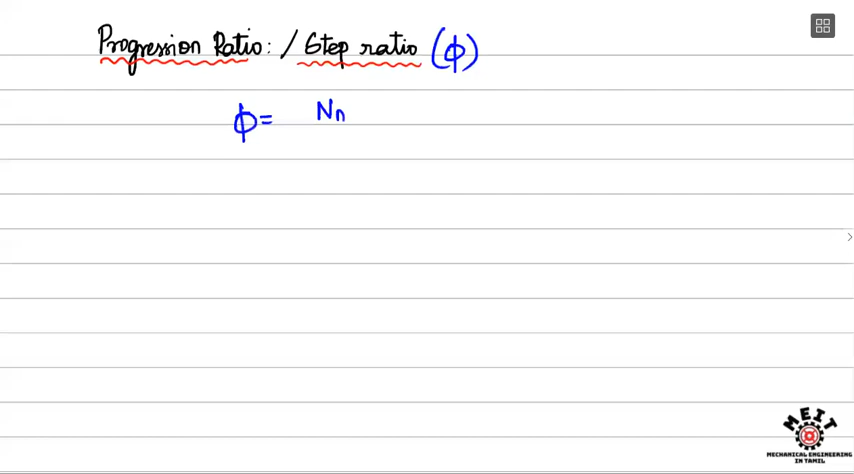 Progression Ratio: / Step ratio (ϕ)
ϕ = Nn
MEIT
MECHANICAL ENGINEERING
IN TAMIL